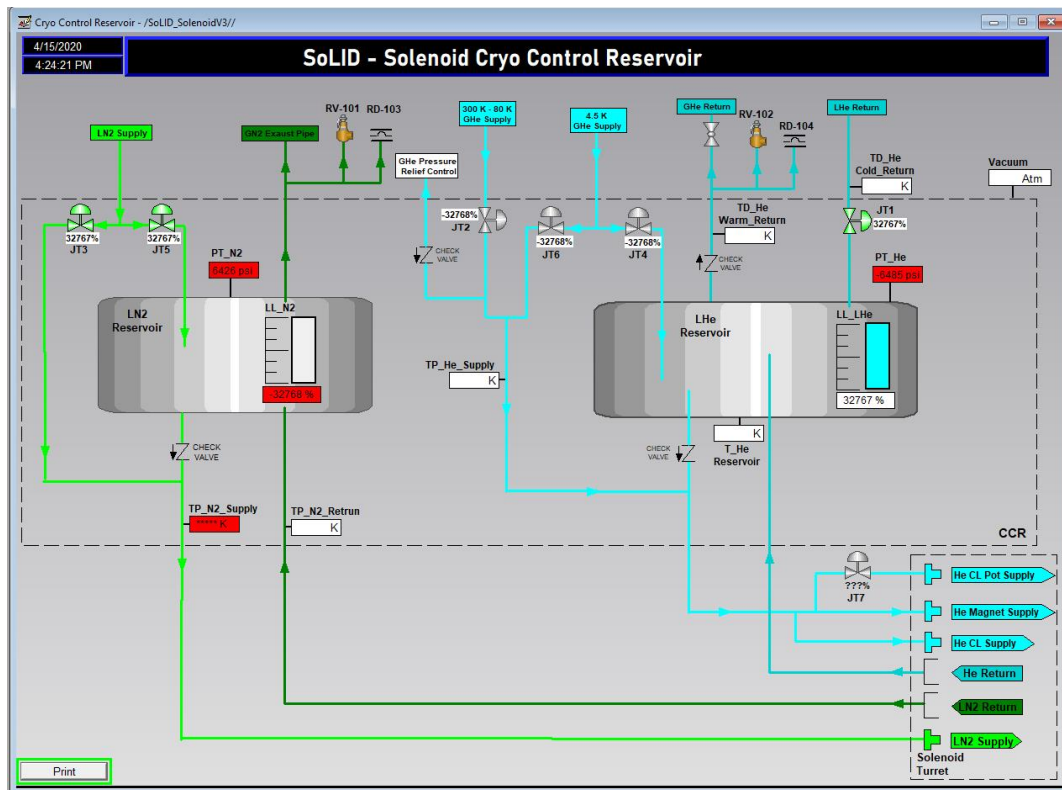 Cryo Control Reservoir - /SoLID_SolenoidV3//
4/15/2020
4:24:21 PM
SoLID - Solenoid Cryo Control Reservoir
LN2 Supply
GN2 Exaust Pipe
RV-101
RD-103
300 K - 80 K
GHe Supply
4.5 K
GHe Supply
GHe Return
RV-102
RD-104
LHe Return
GHe Pressure
Relief Control
TD_He
Cold_Return
K
Vacuum
Atm
32767%
JT3
32767%
JT5
-32768%
JT2
-32768%
JT6
-32768%
JT4
TD_He
Warm_Return
K
JT1
32767%
CHECK
VALVE
CHECK
VALVE
PT_N2
6426 psi
PT_He
-6485 psi
LN2
Reservoir
LL_N2
-32768 %
LHe
Reservoir
LL_LHe
32767 %
TP_He_Supply
K
K
T_He
Reservoir
CHECK
VALVE
CHECK
VALVE
TP_N2_Supply
***** K
TP_N2_Retrun
K
CCR
???%
JT7
He CL Pot Supply
He Magnet Supply
He CL Supply
He Return
LN2 Return
LN2 Supply
Solenoid
Turret
Print